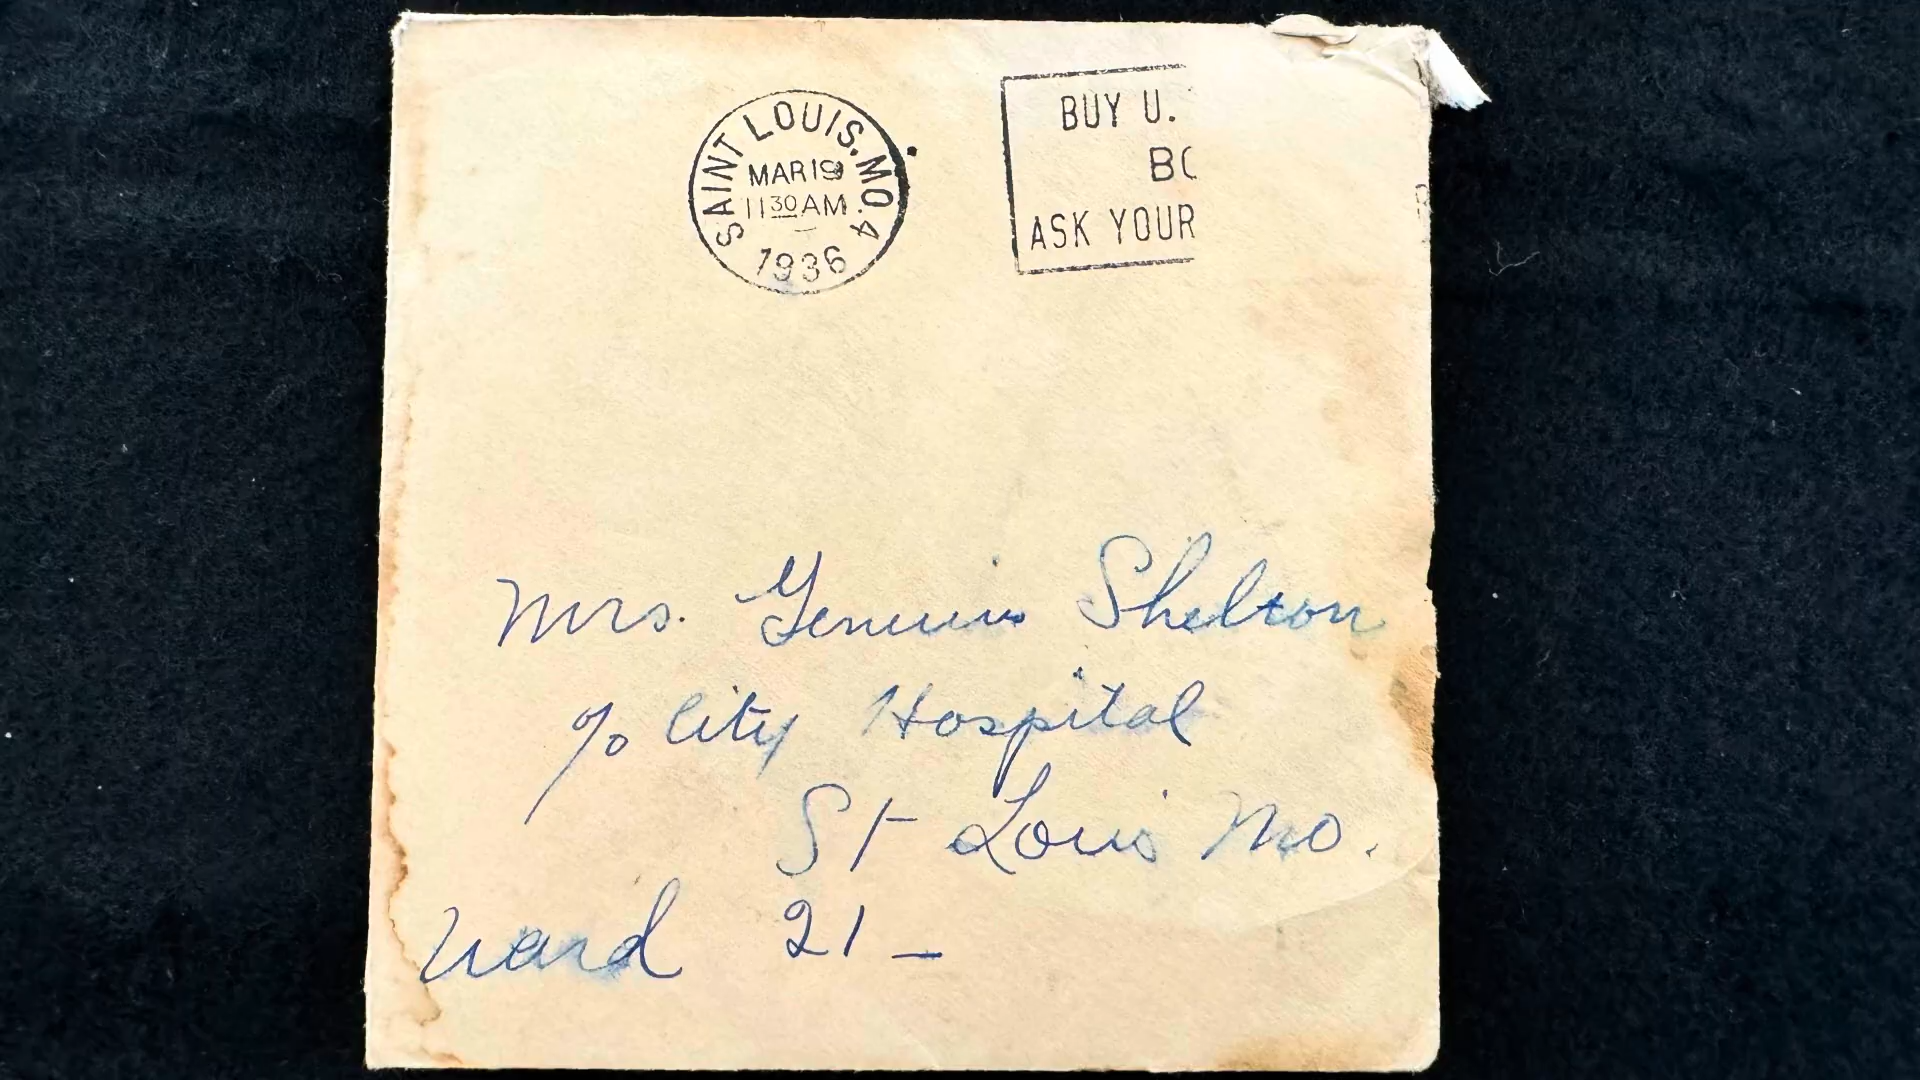 SAINT LOUIS, MO. 4
MAR 19
11 30 AM
1936
BUY U.
BO
ASK YOUR
Mrs. Shelton
c/o City Hospital
St Louis Mo.
Ward 21 –